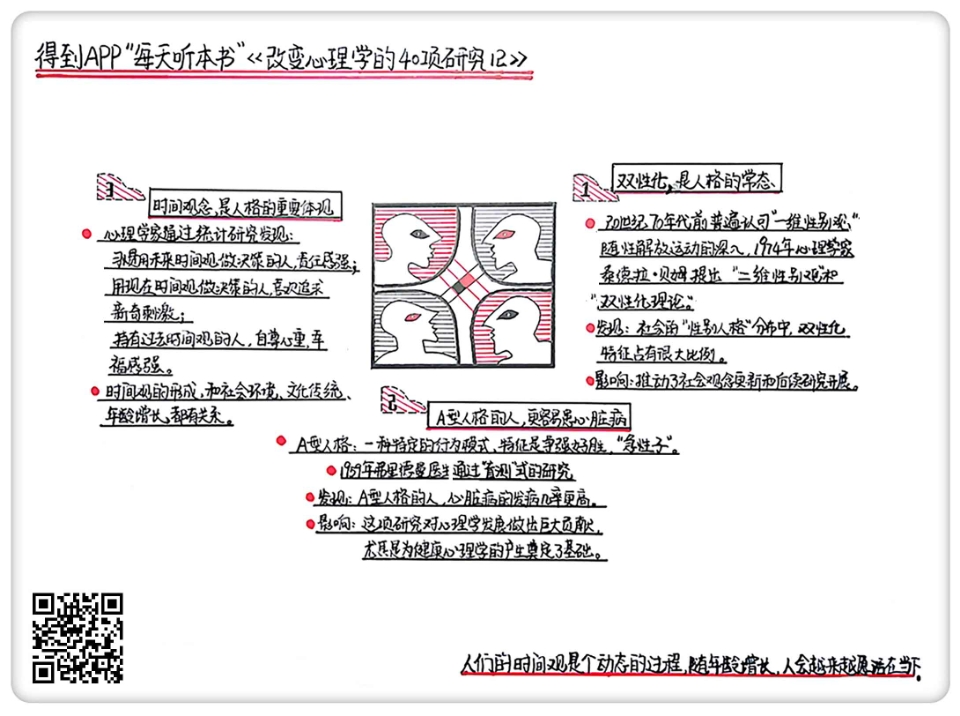 得到APP“每天听本书”《改变心理学的40项研究12》
1
双性化，是人格的常态
20世纪70年代前普遍认可“一维性别观”
随性解放运动的深入，1974年心理学家
桑德拉·贝姆提出“二维性别观和
“双性化理论。”
发现：社会的“性别人格”分布中，双性化
特征占有很大比例。
影响：推动了社会观念更新和后续研究开展。
2
A型人格的人，更容易患心脏病
A型人格：一种特定的行为模式，特征是争强好胜，“急性子”。
1959年弗里德曼医生通过“盲测”式的研究
发现：A型人格的人，心脏病的发病几率更高。
影响：这项研究对心理学发展做出巨大贡献，
尤其是为健康心理学的产生奠定了基础。
3
时间观念，是人格的重要体现
心理学家通过统计研究发现：
习惯用未来时间观做决策的人，责任感强；
用现在时间观做决策的人，喜欢追求
新奇刺激；
持有过去时间观的人，自尊心重，幸
福感强。
时间观的形成，和社会环境、文化传统、
年龄增长，都有关系。
人们的时间观是个动态的过程，随年龄增长，人会越来越愿活在当下。